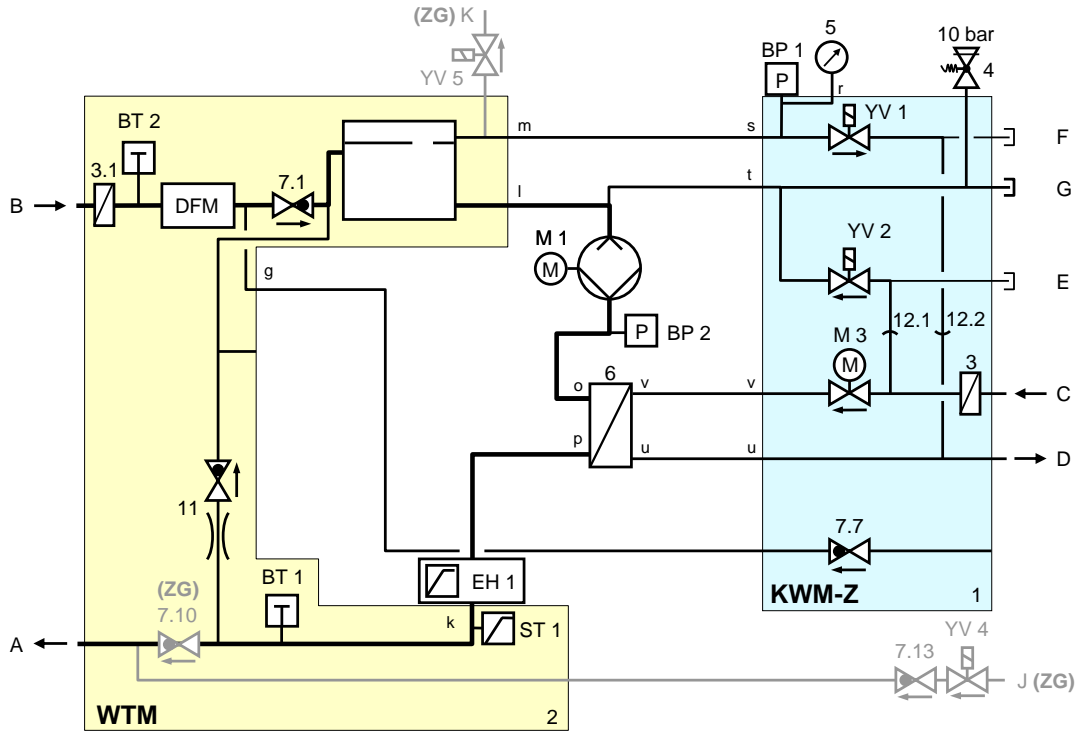 (ZG) K
YV 5
BP 1
5
10 bar
4
P
r
YV 1
BT 2
m
s
F
3.1
7.1
t
G
B
DFM
l
YV 2
M 1
M
g
E
12.1
12.2
P
BP 2
M 3
M
3
6
o
v
v
C
p
u
u
D
11
7.7
BT 1
EH 1
(ZG)
7.10
KWM-Z
1
k
ST 1
YV 4
A
7.13
J (ZG)
WTM
2